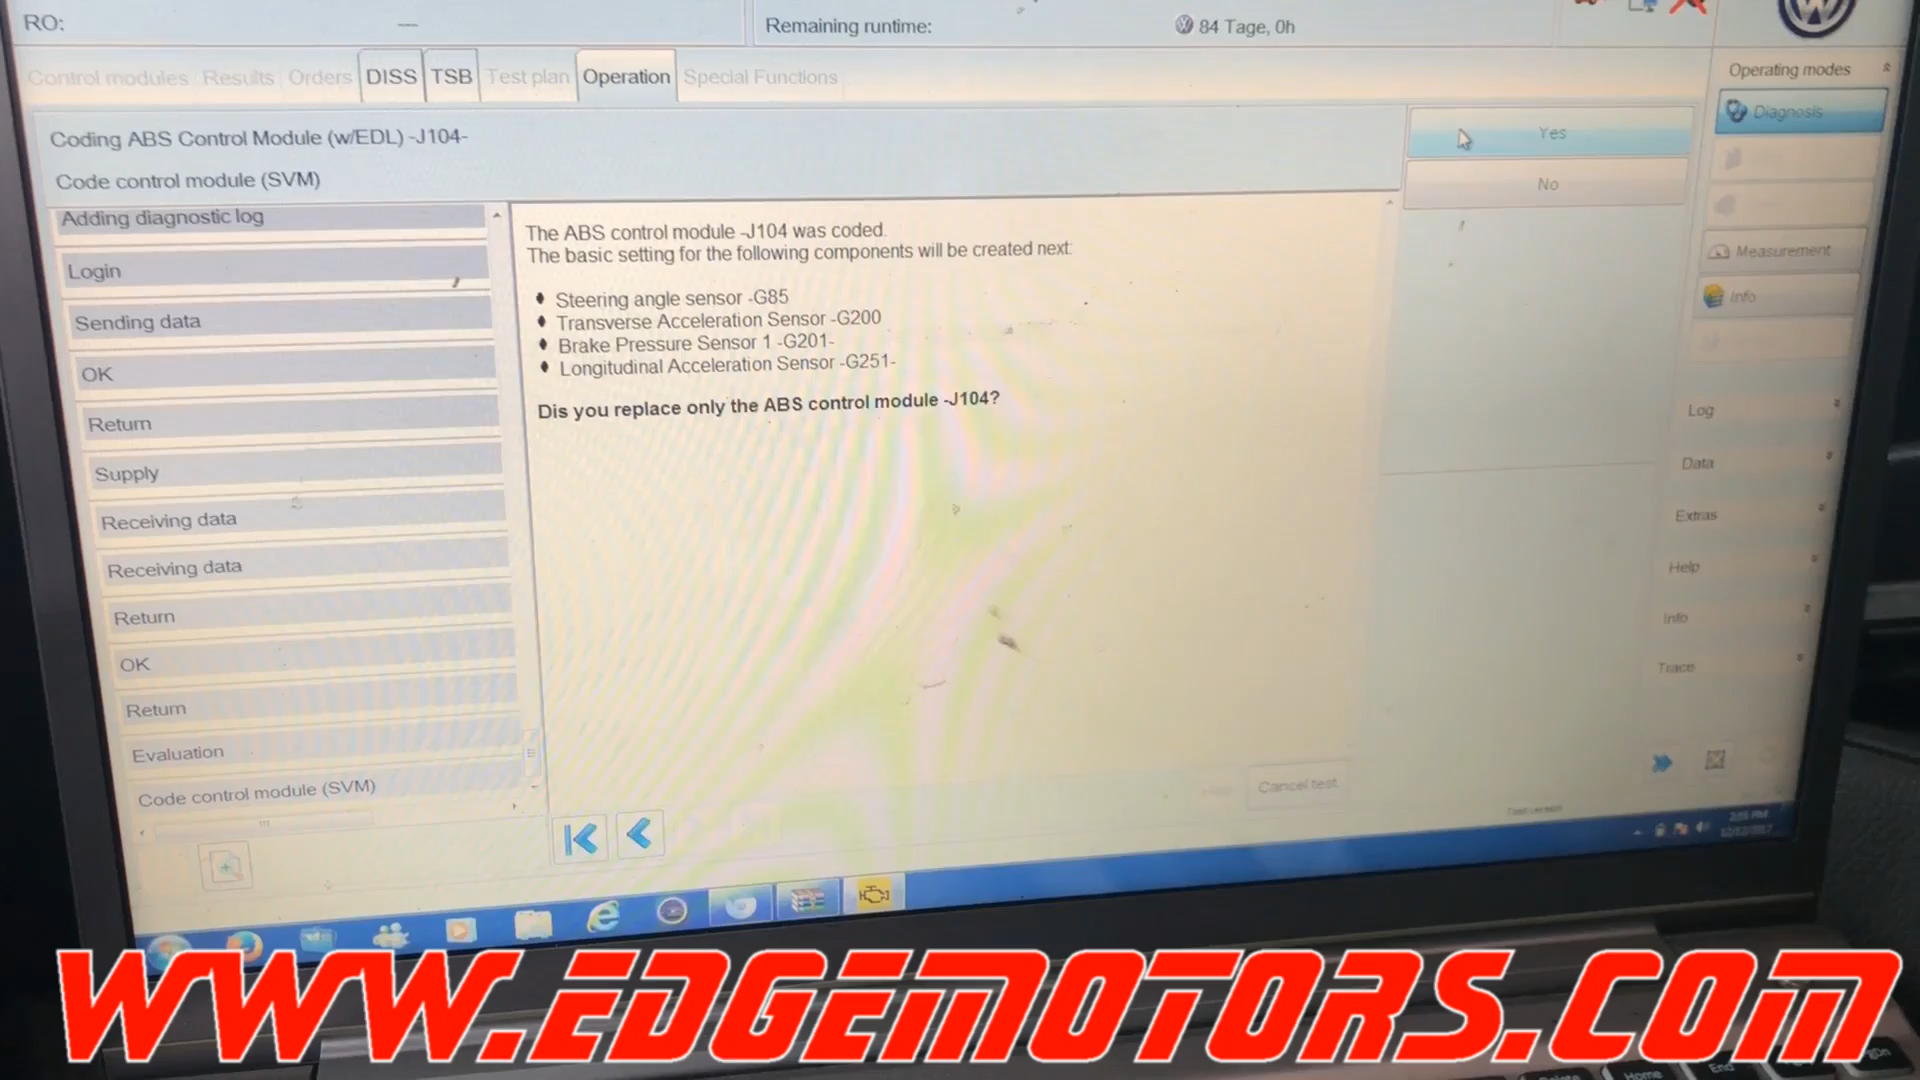 RO:
---
Remaining runtime:
84 Tage, 0h
Control modules Results Orders DISS TSB Test plan Operation Special Functions
Operating modes
Diagnosis
Coding ABS Control Module (w/EDL) -J104-
Code control module (SVM)
Yes
No
Measurement
Info
Adding diagnostic log
Login
Sending data
OK
Return
Supply
Receiving data
Receiving data
Return
OK
Return
Evaluation
Code control module (SVM)
The ABS control module -J104 was coded.
The basic setting for the following components will be created next:
Steering angle sensor -G85
Transverse Acceleration Sensor -G200
Brake Pressure Sensor 1 -G201-
Longitudinal Acceleration Sensor -G251-
Dis you replace only the ABS control module -J104?
Log
Data
Extras
Help
Info
Trace
Cancel test
WWW.EDGEMOTORS.COM
Home
End